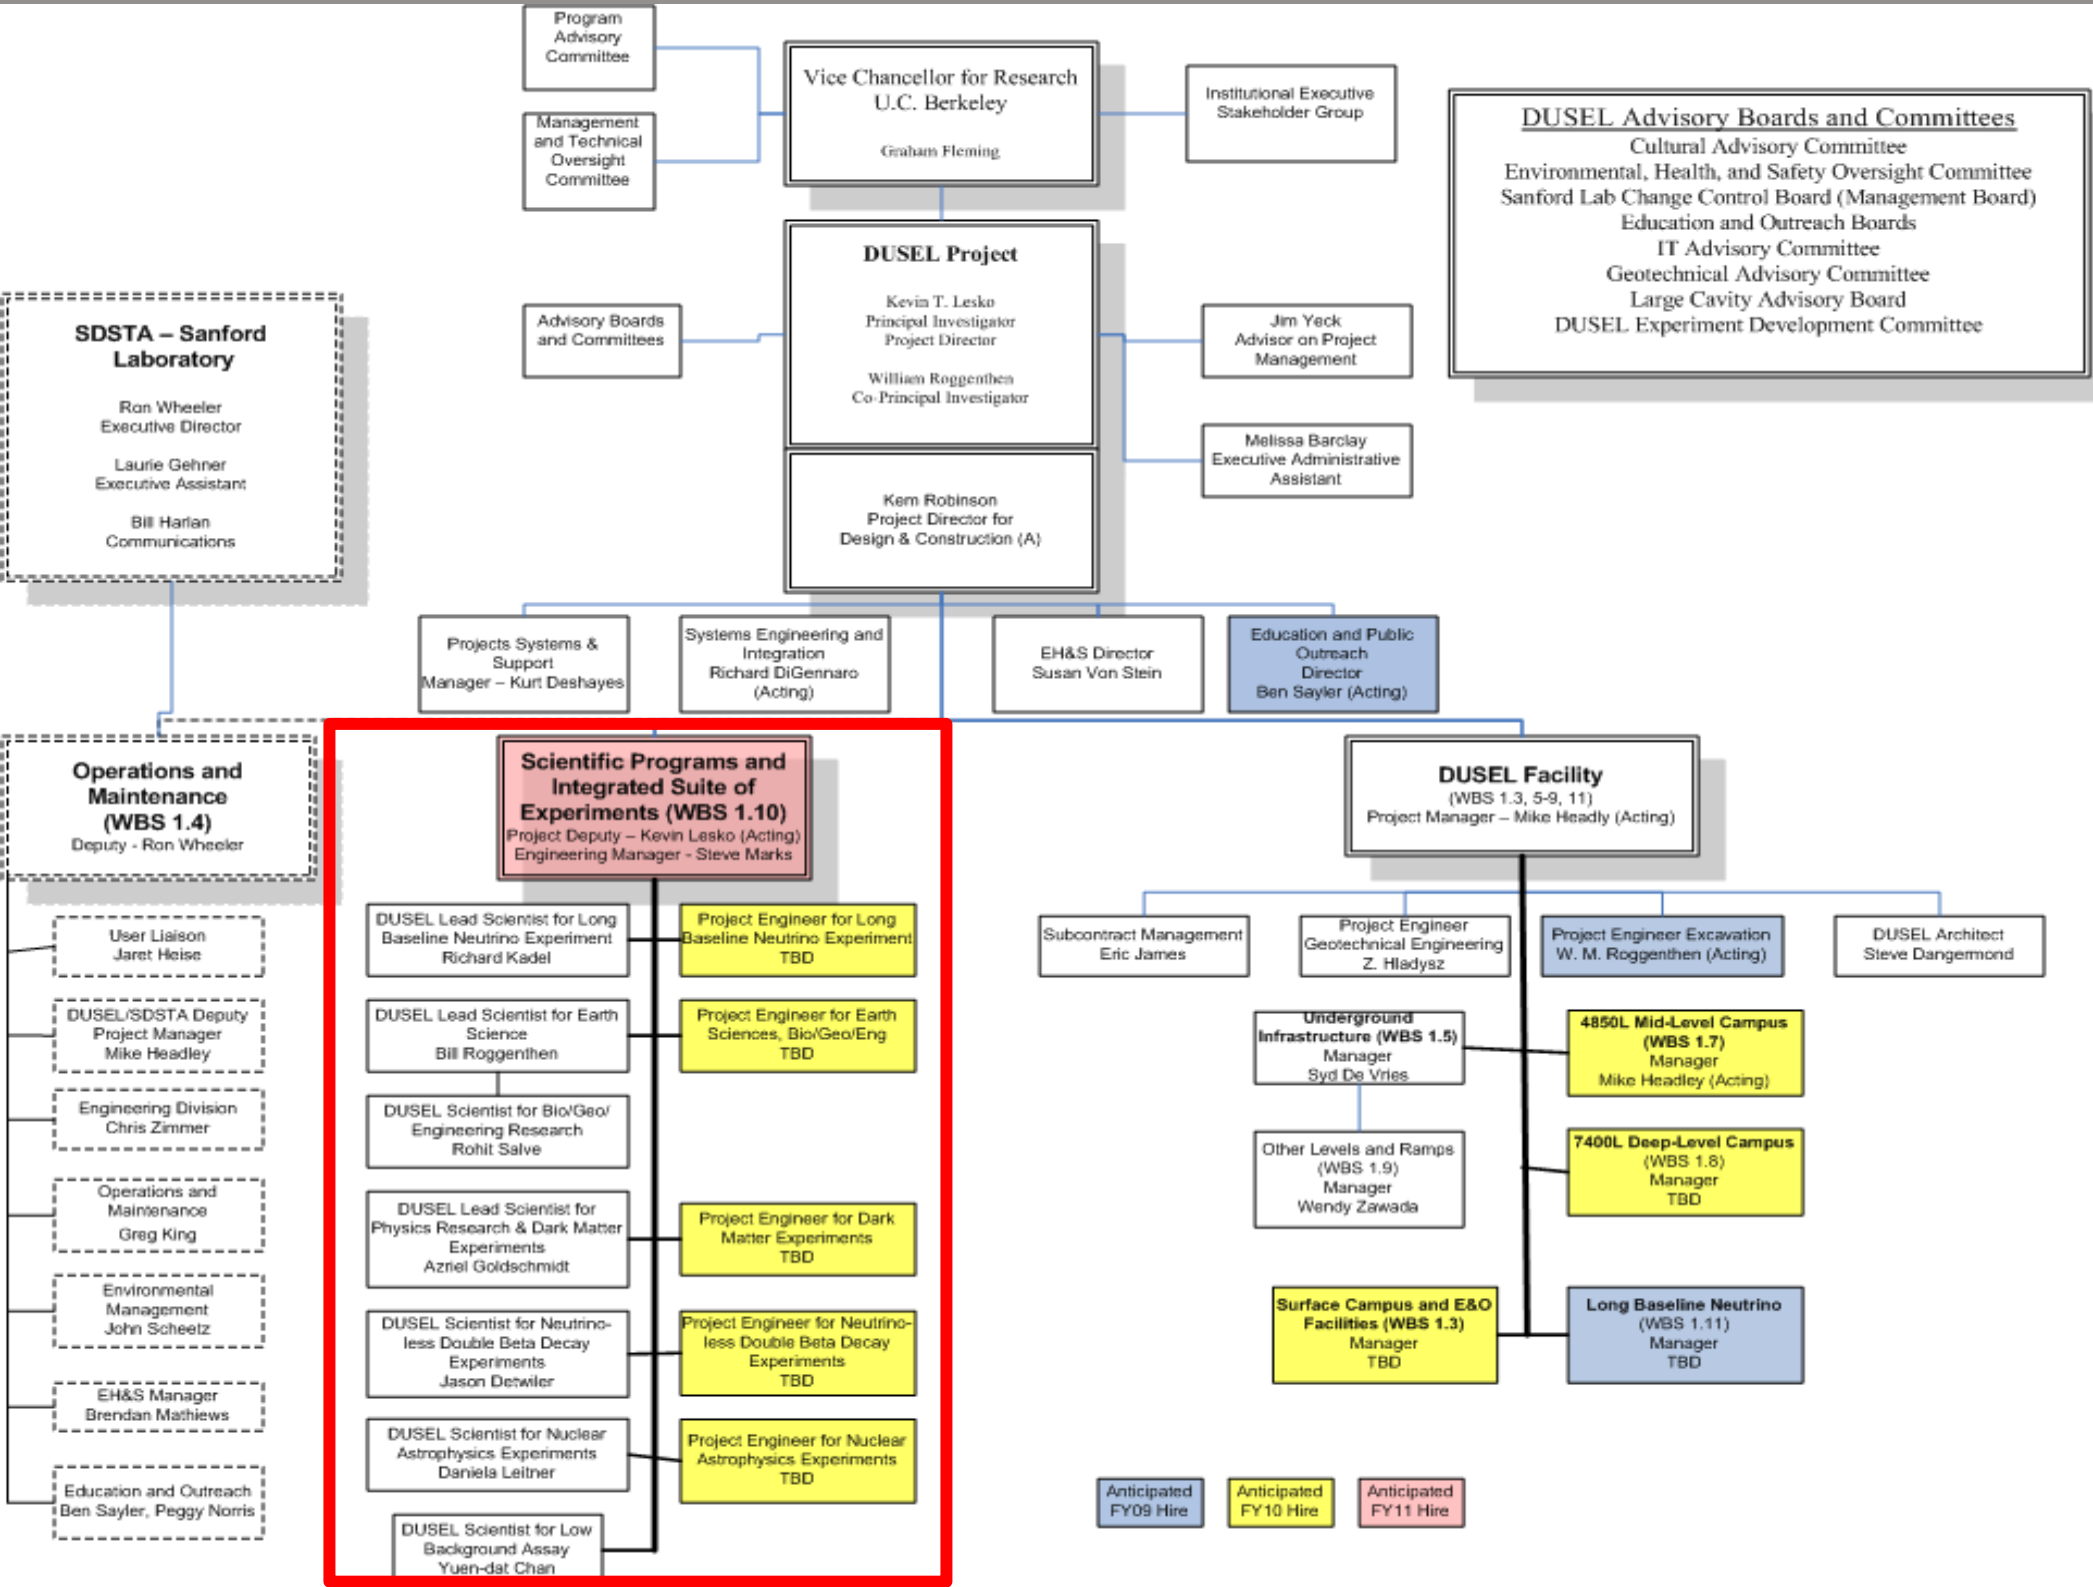 Program
Advisory
Committee
Management
and Technical
Oversight
Committee
Vice Chancellor for Research
U.C. Berkeley
Graham Fleming
Institutional Executive
Stakeholder Group
DUSEL Advisory Boards and Committees
Cultural Advisory Committee
Environmental, Health, and Safety Oversight Committee
Sanford Lab Change Control Board (Management Board)
Education and Outreach Boards
IT Advisory Committee
Geotechnical Advisory Committee
Large Cavity Advisory Board
DUSEL Experiment Development Committee
DUSEL Project
Kevin T. Lesko
Principal Investigator
Project Director
William Roggenthen
Co-Principal Investigator
Advisory Boards
and Committees
Jim Yeck
Advisor on Project
Management
Melissa Barclay
Executive Administrative
Assistant
Kem Robinson
Project Director for
Design & Construction (A)
SDSTA – Sanford
Laboratory
Ron Wheeler
Executive Director
Laurie Gehner
Executive Assistant
Bill Harlan
Communications
Projects Systems &
Support
Manager – Kurt Deshayes
Systems Engineering and
Integration
Richard DiGennaro
(Acting)
EH&S Director
Susan Von Stein
Education and Public
Outreach
Director
Ben Sayler (Acting)
Operations and
Maintenance
(WBS 1.4)
Deputy - Ron Wheeler
User Liaison
Jaret Heise
DUSEL/SDSTA Deputy
Project Manager
Mike Headley
Engineering Division
Chris Zimmer
Operations and
Maintenance
Greg King
Environmental
Management
John Scheetz
EH&S Manager
Brendan Mathiews
Education and Outreach
Ben Sayler, Peggy Norris
Scientific Programs and
Integrated Suite of
Experiments (WBS 1.10)
Project Deputy – Kevin Lesko (Acting)
Engineering Manager - Steve Marks
DUSEL Lead Scientist for Long
Baseline Neutrino Experiment
Richard Kadel
Project Engineer for Long
Baseline Neutrino Experiment
TBD
DUSEL Lead Scientist for Earth
Science
Bill Roggenthen
Project Engineer for Earth
Sciences, Bio/Geo/Eng
TBD
DUSEL Scientist for Bio/Geo/
Engineering Research
Rohit Salve
DUSEL Lead Scientist for
Physics Research & Dark Matter
Experiments
Azriel Goldschmidt
Project Engineer for Dark
Matter Experiments
TBD
DUSEL Scientist for Neutrino-
less Double Beta Decay
Experiments
Jason Detwiler
Project Engineer for Neutrino-
less Double Beta Decay
Experiments
TBD
DUSEL Scientist for Nuclear
Astrophysics Experiments
Daniela Leitner
Project Engineer for Nuclear
Astrophysics Experiments
TBD
DUSEL Scientist for Low
Background Assay
Yuen-dat Chan
DUSEL Facility
(WBS 1.3, 5-9, 11)
Project Manager – Mike Headly (Acting)
Subcontract Management
Eric James
Project Engineer
Geotechnical Engineering
Z. Hladysz
Project Engineer Excavation
W. M. Roggenthen (Acting)
DUSEL Architect
Steve Dangermond
Underground
Infrastructure (WBS 1.5)
Manager
Syd De Vries
4850L Mid-Level Campus
(WBS 1.7)
Manager
Mike Headley (Acting)
Other Levels and Ramps
(WBS 1.9)
Manager
Wendy Zawada
7400L Deep-Level Campus
(WBS 1.8)
Manager
TBD
Surface Campus and E&O
Facilities (WBS 1.3)
Manager
TBD
Long Baseline Neutrino
(WBS 1.11)
Manager
TBD
Anticipated
FY09 Hire
Anticipated
FY10 Hire
Anticipated
FY11 Hire